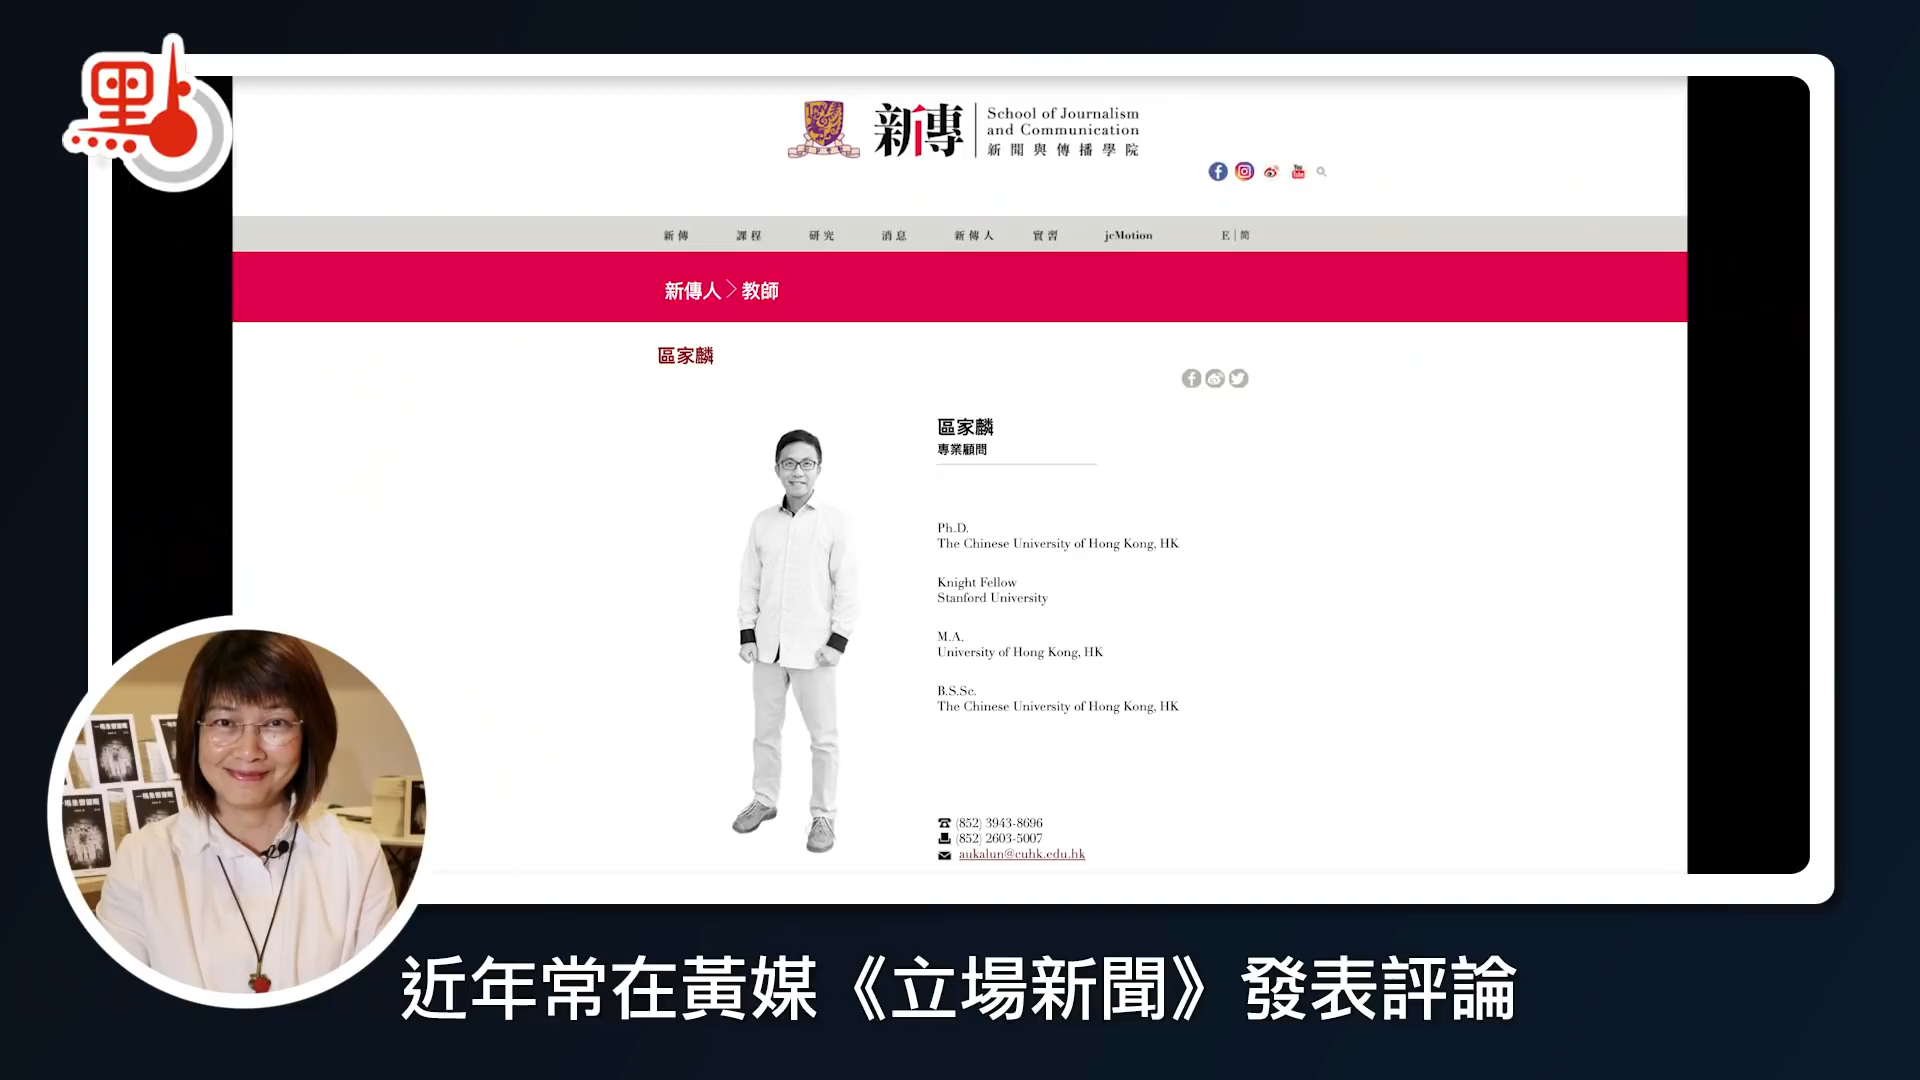 點
新傳
School of Journalism
and Communication
新聞與傳播學院
新傳 課程 研究 消息 新傳人 實習 jcMotion E | 简
新傳人 > 教師
區家麟
區家麟
專業顧問
Ph.D.
The Chinese University of Hong Kong, HK
Knight Fellow
Stanford University
M.A.
University of Hong Kong, HK
B.S.Sc.
The Chinese University of Hong Kong, HK
(852) 3943-8696
(852) 2603-5007
aukalun@cuhk.edu.hk
近年常在黃媒《立場新聞》發表評論